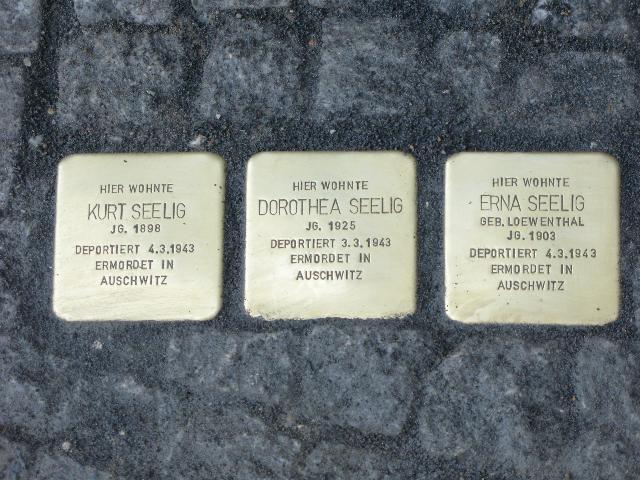 HIER WOHNTE
KURT SEELIG
JG. 1898
DEPORTIERT 4.3.1943
ERMORDET IN
AUSCHWITZ
HIER WOHNTE
DOROTHEA SEELIG
JG. 1925
DEPORTIERT 3.3.1943
ERMORDET IN
AUSCHWITZ
HIER WOHNTE
ERNA SEELIG
GEB. LOEWENTHAL
JG. 1903
DEPORTIERT 4.3.1943
ERMORDET IN
AUSCHWITZ